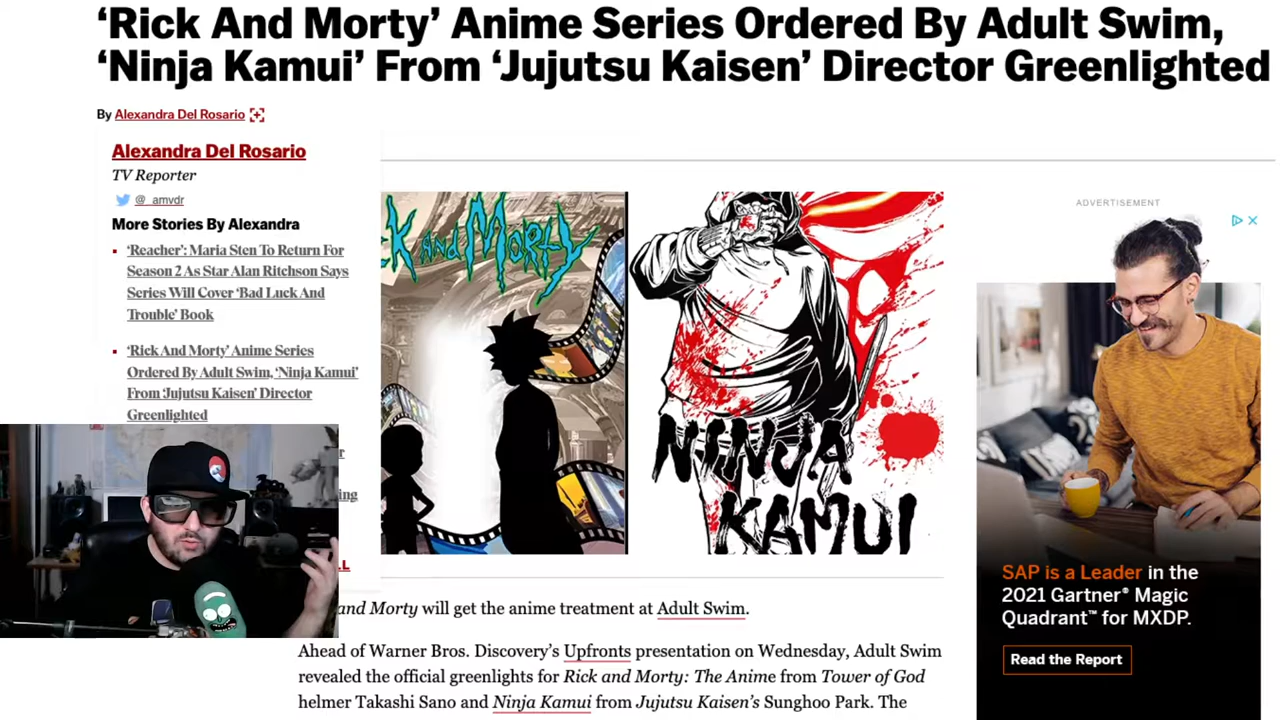 ‘Rick And Morty’ Anime Series Ordered By Adult Swim,
‘Ninja Kamui’ From ‘Jujutsu Kaisen’ Director Greenlighted
By Alexandra Del Rosario
Alexandra Del Rosario
TV Reporter
@_amvdr
More Stories By Alexandra
‘Reacher’: Maria Sten To Return For
Season 2 As Star Alan Ritchson Says
Series Will Cover ‘Bad Luck And
Trouble’ Book
‘Rick And Morty’ Anime Series
Ordered By Adult Swim, ‘Ninja Kamui’
From ‘Jujutsu Kaisen’ Director
Greenlighted
CK AND MORTY
NINJA
KAMUI
and Morty will get the anime treatment at Adult Swim.
Ahead of Warner Bros. Discovery’s Upfronts presentation on Wednesday, Adult Swim
revealed the official greenlights for Rick and Morty: The Anime from Tower of God
helmer Takashi Sano and Ninja Kamui from Jujutsu Kaisen’s Sunghoo Park. The
ADVERTISEMENT
SAP is a Leader in the
2021 Gartner® Magic
Quadrant™ for MXDP.
Read the Report